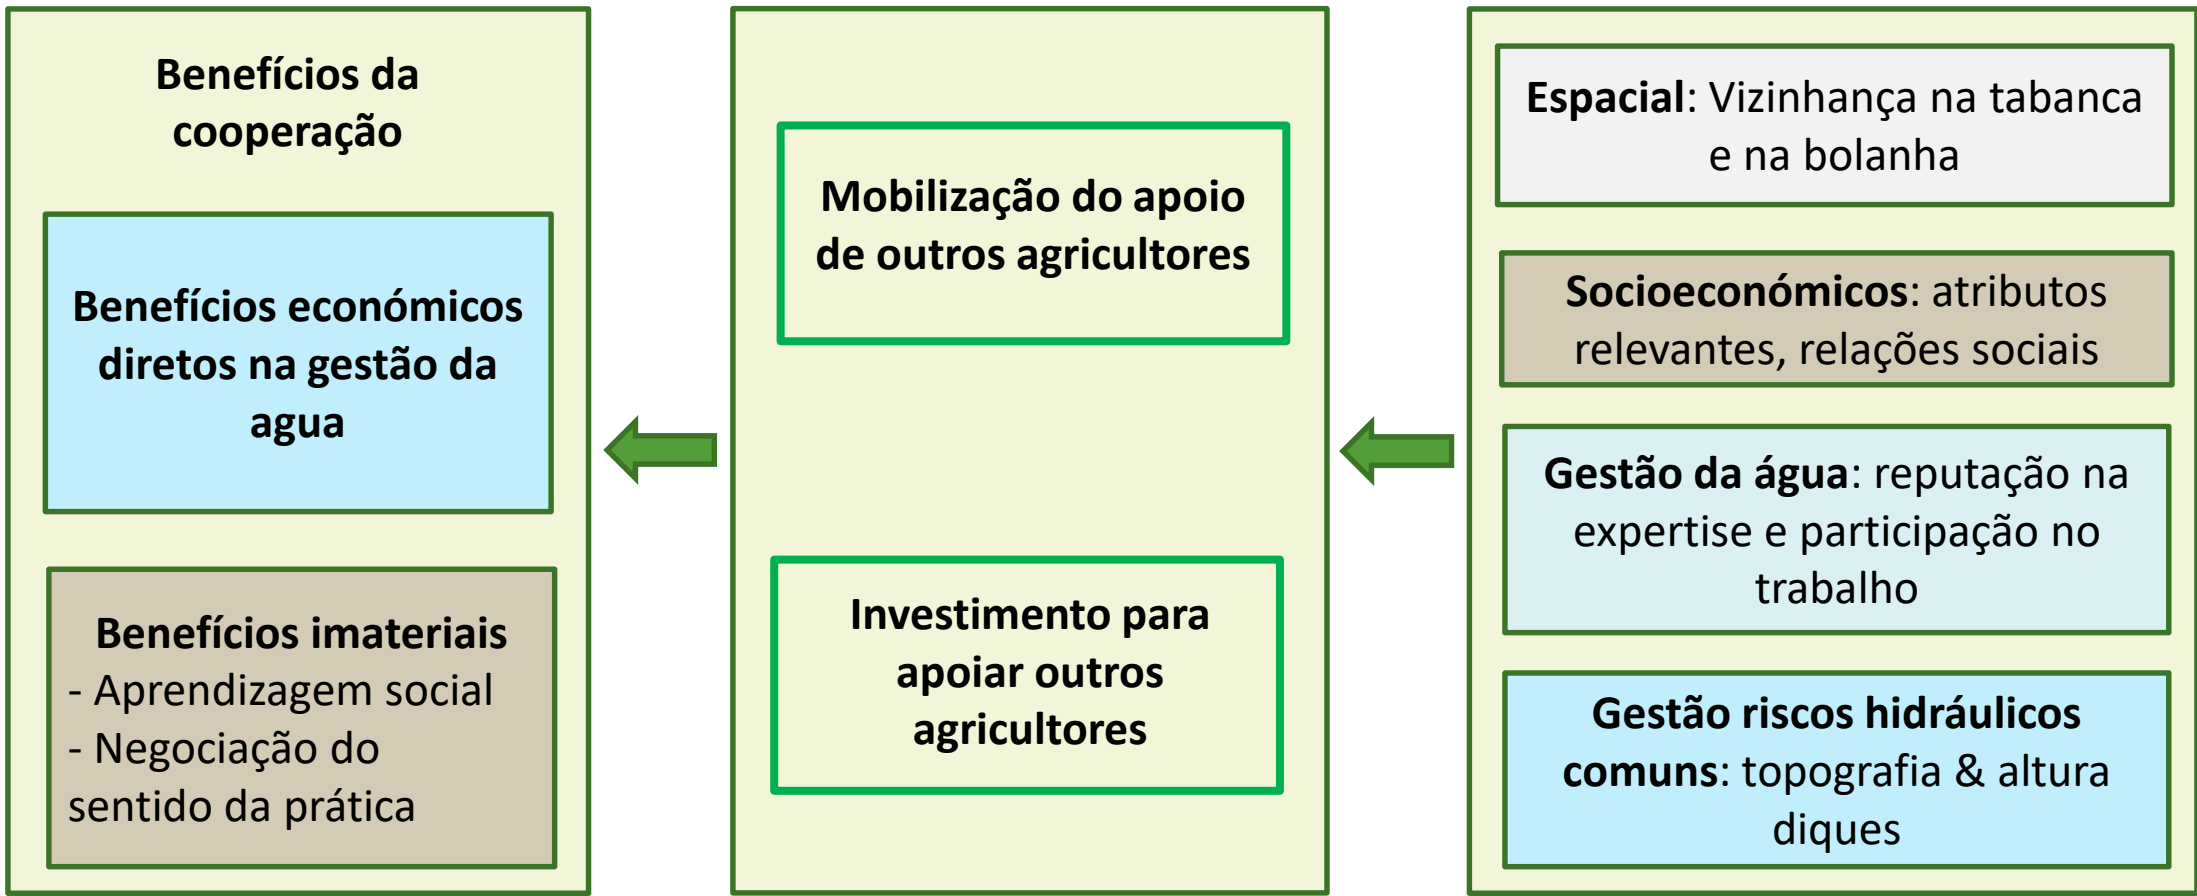 Benefícios da
cooperação
Benefícios económicos
diretos na gestão da
agua
Benefícios imateriais
- Aprendizagem social
- Negociação do
sentido da prática
Mobilização do apoio
de outros agricultores
Investimento para
apoiar outros
agricultores
Espacial: Vizinhança na tabanca
e na bolanha
Socioeconómicos: atributos
relevantes, relações sociais
Gestão da água: reputação na
expertise e participação no
trabalho
Gestão riscos hidráulicos
comuns: topografia & altura
diques